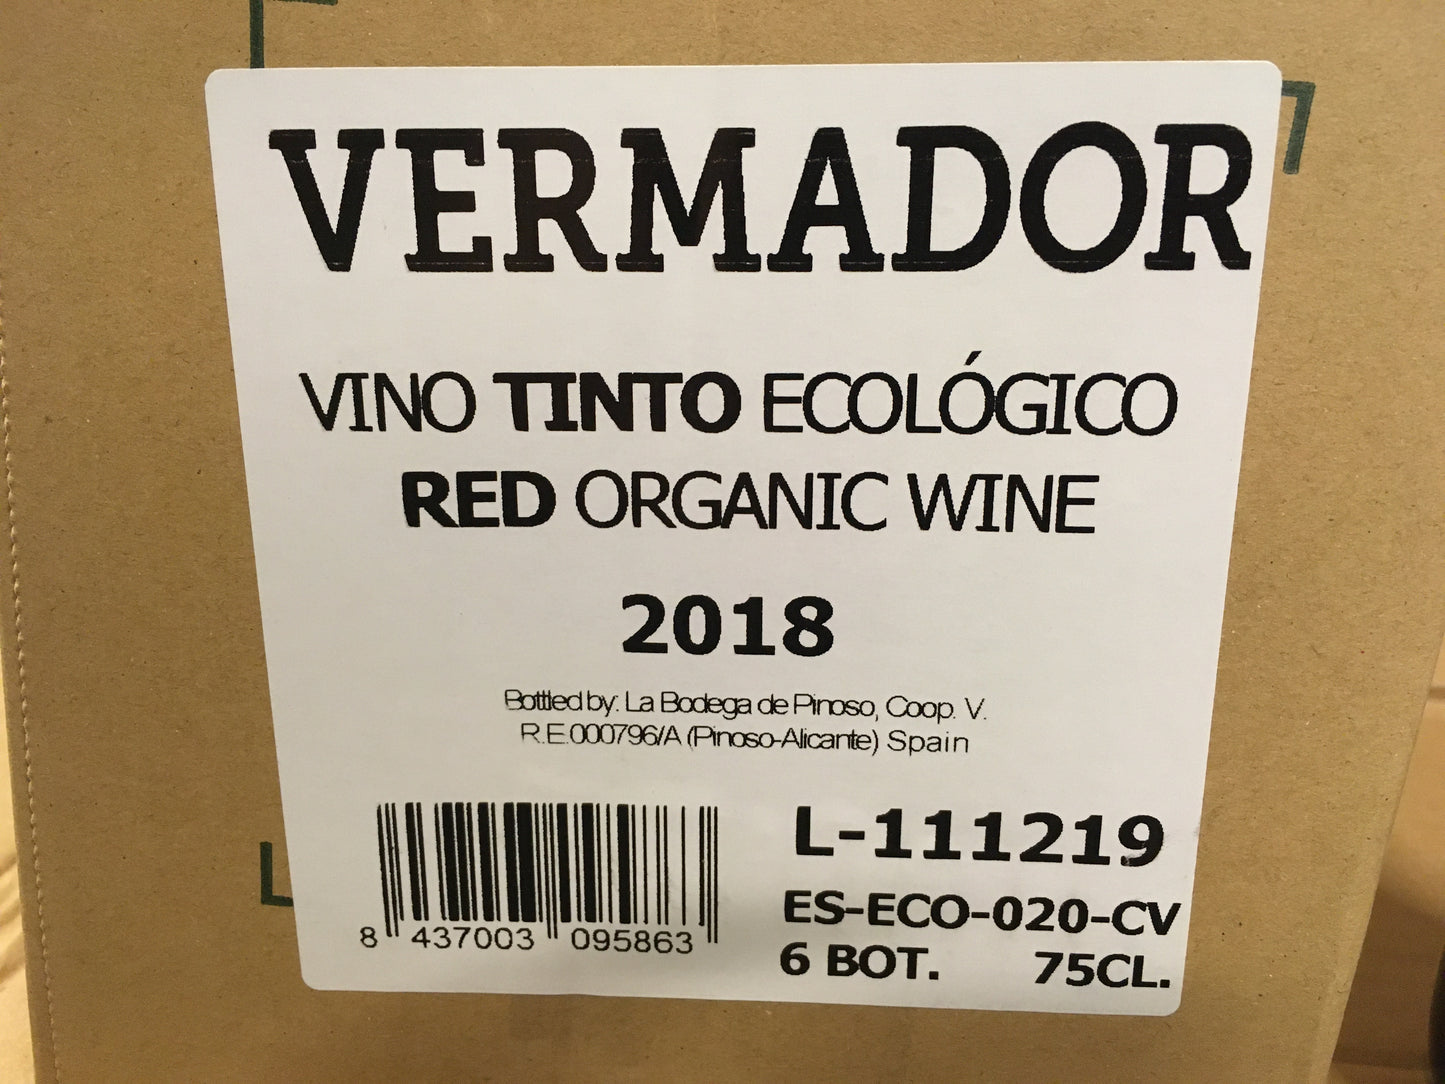 VERMADOR
VINO TINTO ECOLÓGICO
RED ORGANIC WINE
2018
Botttled by: La Bodega de Pinoso, Coop. V.
R.E.000796/A (Pinoso-Alicante) Spain
L-111219
ES-ECO-020-CV
6 BOT. 75CL.
8 437003 095863